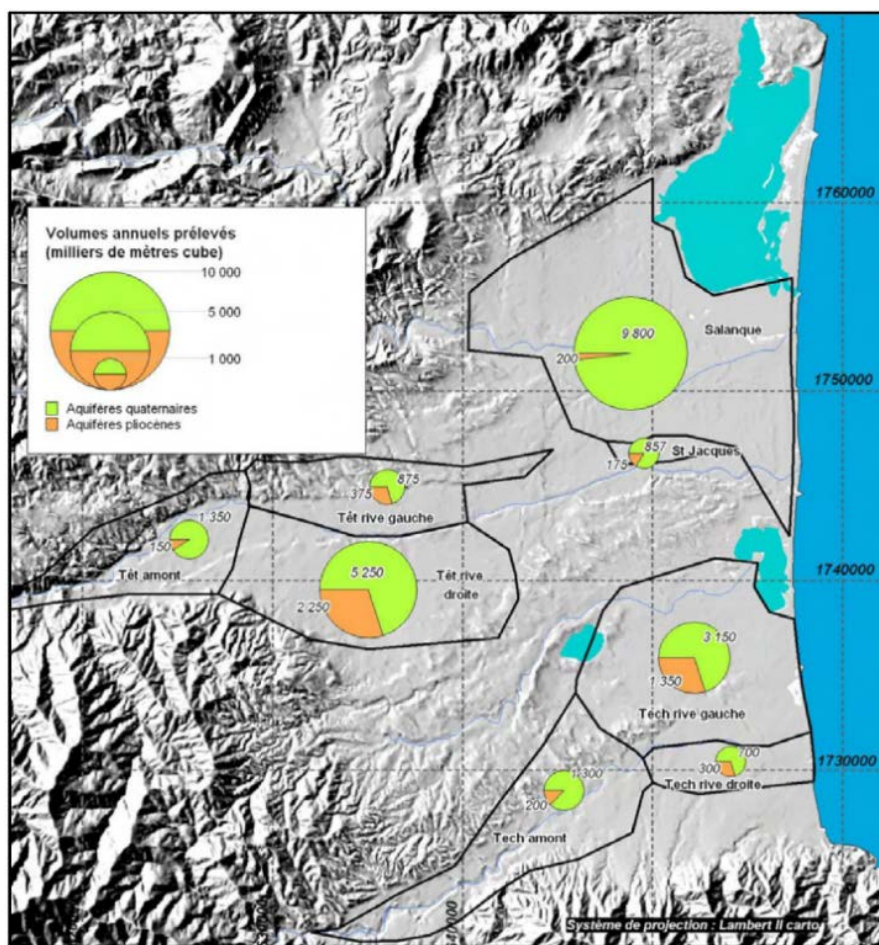 Volumes annuels prélevés
(milliers de mètres cube)
10 000
5 000
1 000
Aquifères quaternaires
Aquifères pliocènes
1760000
9 800
Salanque
200
1750000
857
St Jacques
175
875
375
Têt rive gauche
1 350
150
Têt amont
5 250
Têt rive
droite
2 250
1740000
3 150
1 350
Tech rive gauche
700
300
Tech rive droite
1730000
1 300
200
Tech amont
Système de projection : Lambert II carto